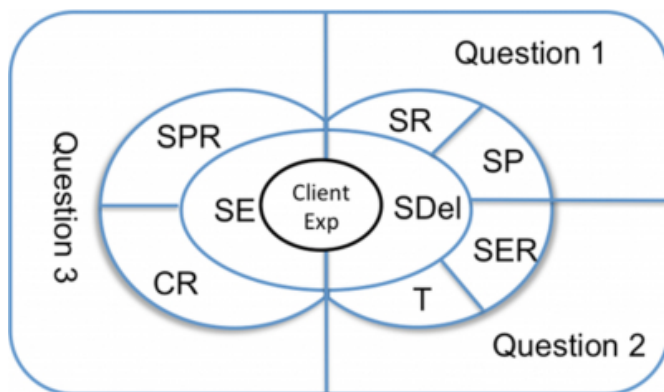 Question 1
SPR
SR
SP
Question 3
SE
Client
Exp
SDel
CR
SER
T
Question 2